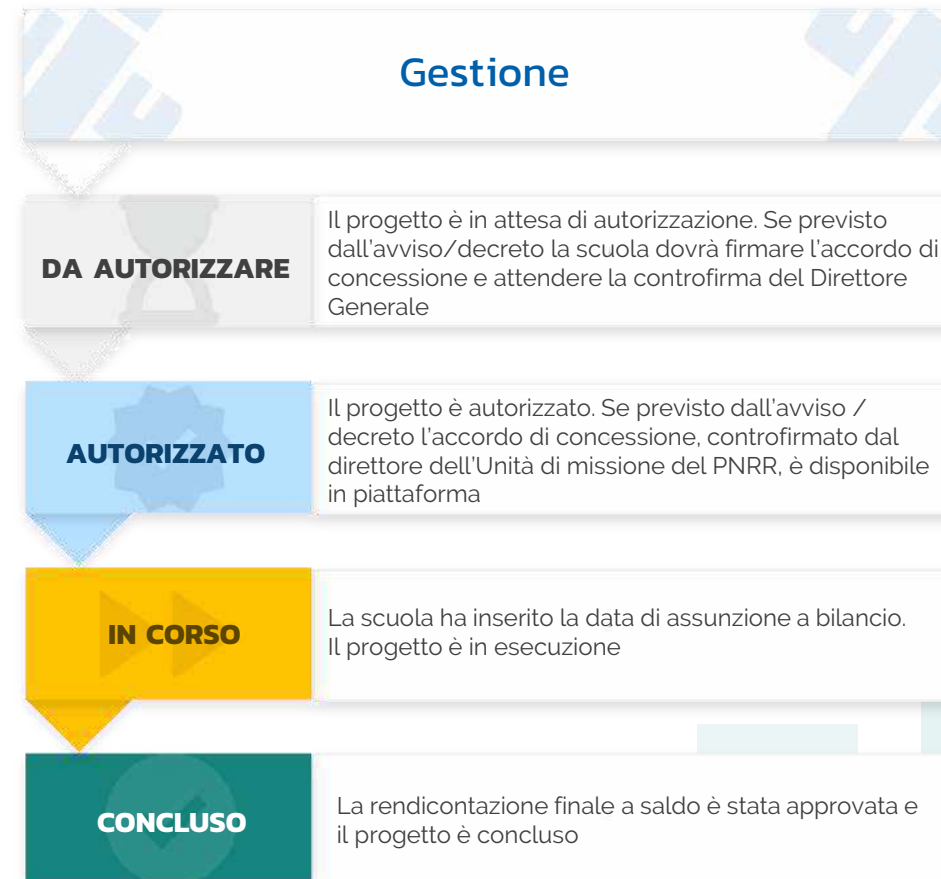 Gestione
DA AUTORIZZARE
Il progetto è in attesa di autorizzazione. Se previsto
dall'avviso/decreto la scuola dovrà firmare l'accordo di
concessione e attendere la controfirma del Direttore
Generale
AUTORIZZATO
Il progetto è autorizzato. Se previsto dall'avviso /
decreto l'accordo di concessione, controfirmato dal
direttore dell'Unità di missione del PNRR, è disponibile
in piattaforma
IN CORSO
La scuola ha inserito la data di assunzione a bilancio.
Il progetto è in esecuzione
CONCLUSO
La rendicontazione finale a saldo è stata approvata e
il progetto è concluso